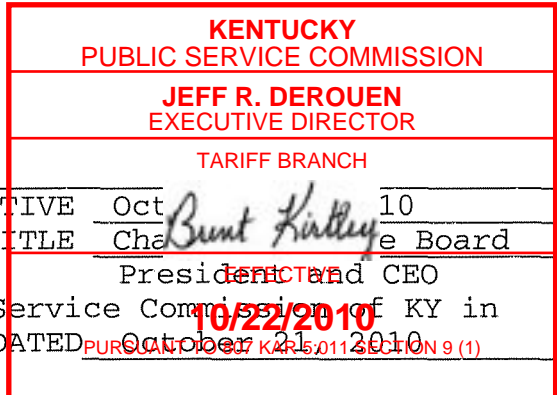 KENTUCKY
PUBLIC SERVICE COMMISSION
JEFF R. DEROUEN
EXECUTIVE DIRECTOR
TARIFF BRANCH
TIVE Oct 10
ITLE Cha e Board
Brent Kirtley
President and CEO
EFFECTIVE
Service Commission of KY in
10/22/2010
DATED October 21, 2010
PURSUANT TO 807 KAR 5:011 SECTION 9 (1)